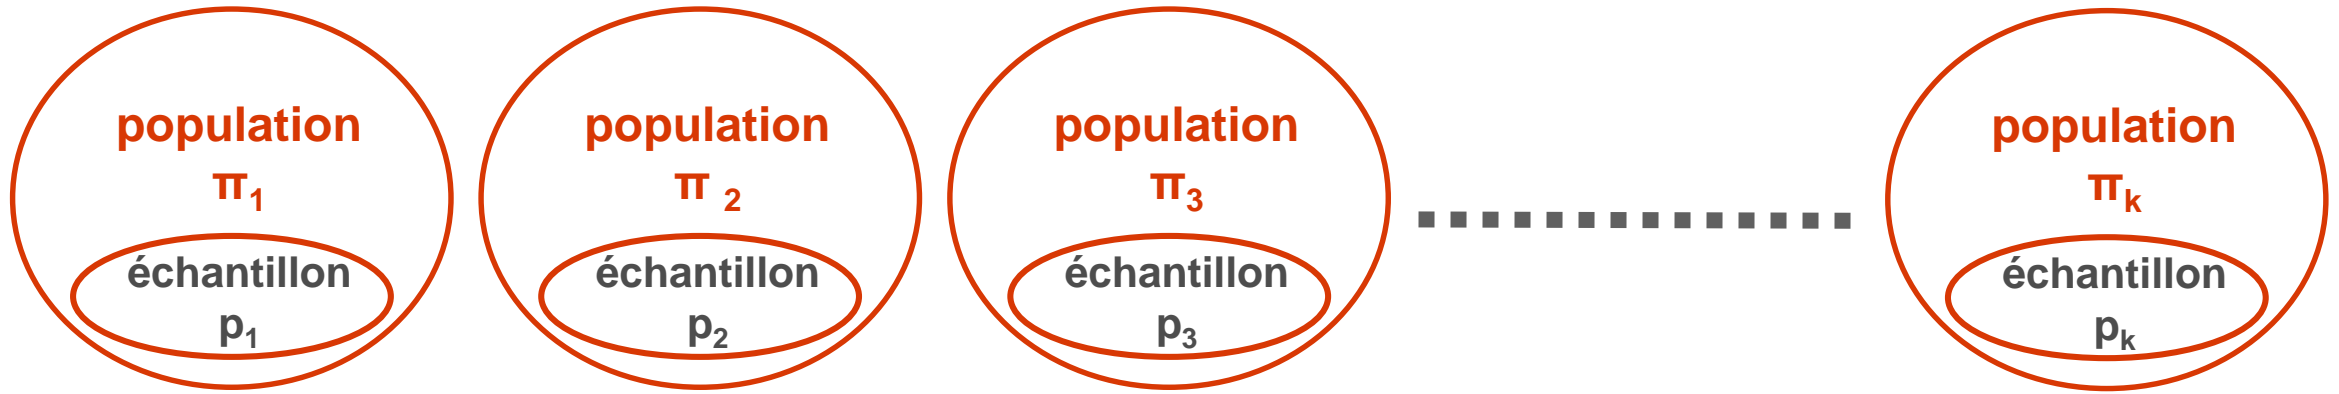 population
π1
échantillon
p1
population
π 2
échantillon
p2
population
π3
échantillon
p3
population
πk
échantillon
pk